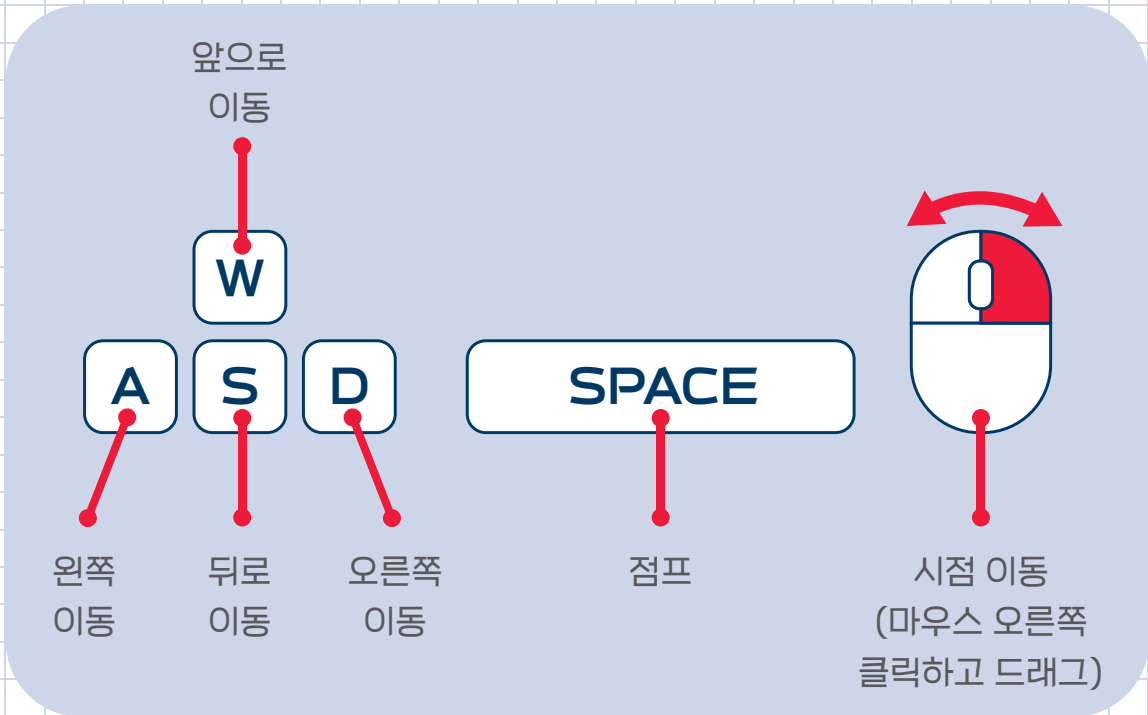 앞으로
이동
W
A
S
D
SPACE
왼쪽
이동
뒤로
이동
오른쪽
이동
점프
시점 이동
(마우스 오른쪽
클릭하고 드래그)